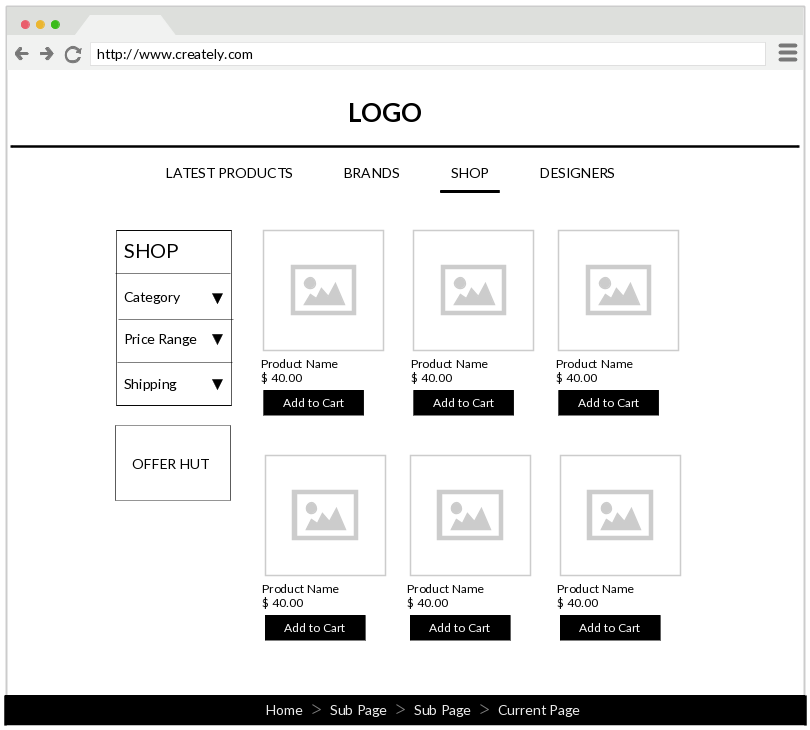 http://www.creately.com
LOGO
LATEST PRODUCTS BRANDS SHOP DESIGNERS
SHOP
Category ▼
Price Range ▼
Shipping ▼
OFFER HUT
Product Name Product Name Product Name
$ 40.00 $ 40.00 $ 40.00
Add to Cart Add to Cart Add to Cart
Product Name Product Name Product Name
$ 40.00 $ 40.00 $ 40.00
Add to Cart Add to Cart Add to Cart
Home > Sub Page > Sub Page > Current Page